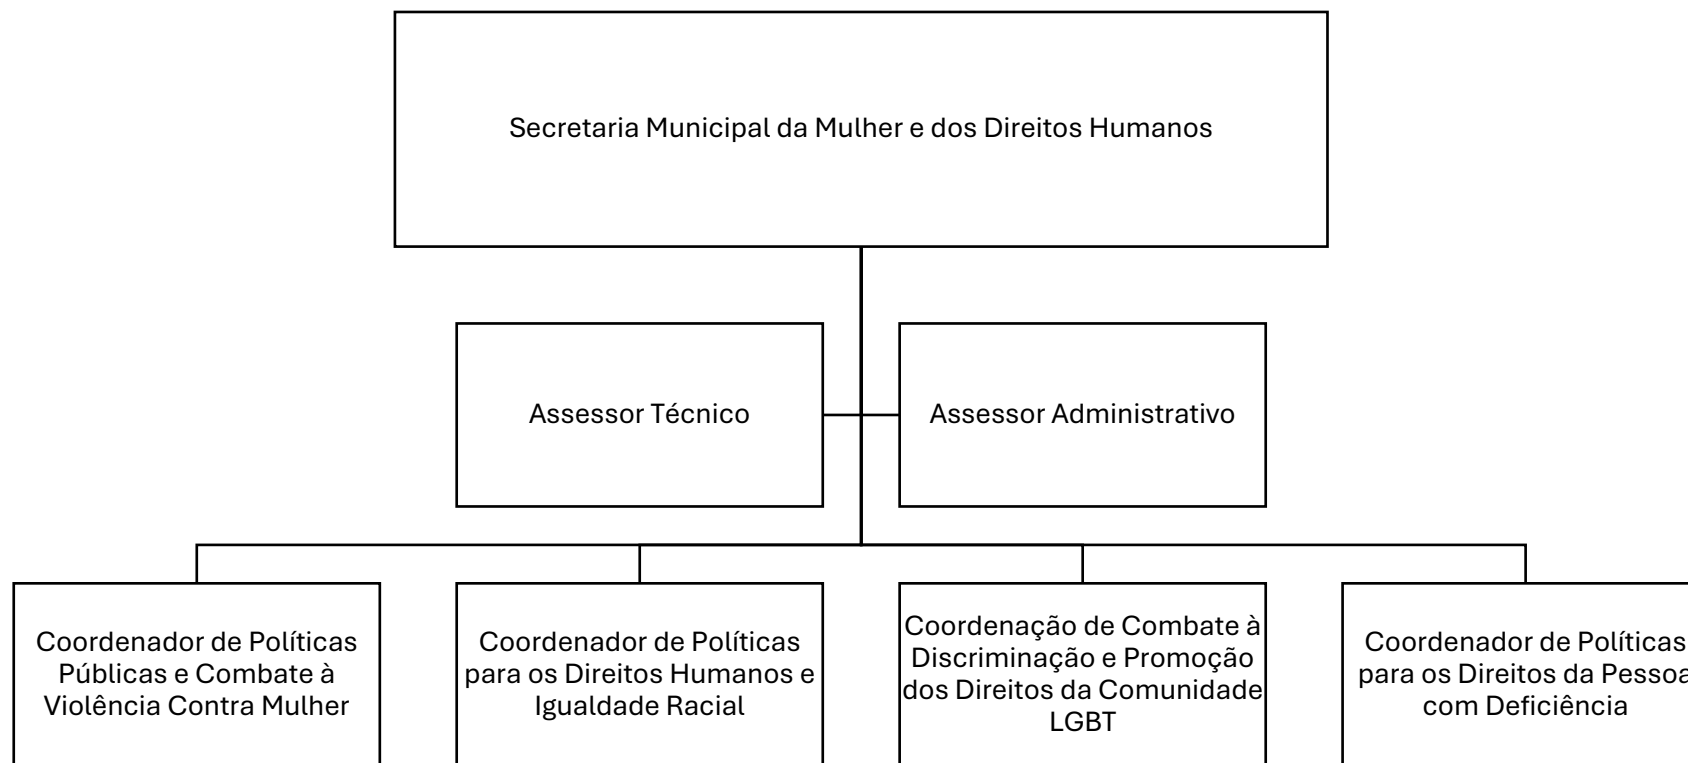 Secretaria Municipal da Mulher e dos Direitos Humanos
Assessor Técnico
Assessor Administrativo
Coordenador de Políticas
Públicas e Combate à
Violência Contra Mulher
Coordenador de Políticas
para os Direitos Humanos e
Igualdade Racial
Coordenação de Combate à
Discriminação e Promoção
dos Direitos da Comunidade
LGBT
Coordenador de Políticas
para os Direitos da Pessoa
com Deficiência